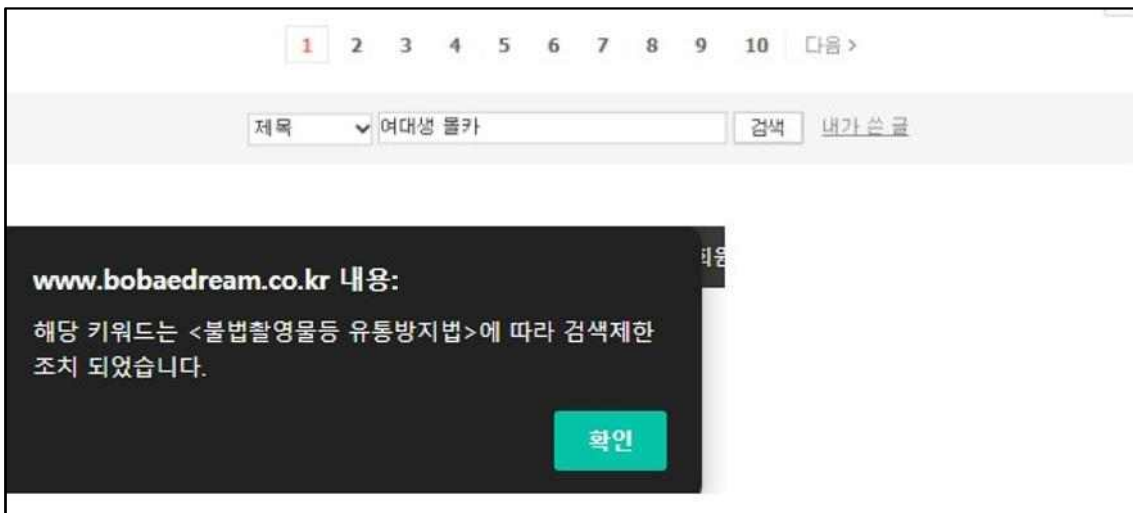 1 2 3 4 5 6 7 8 9 10 다음 >
제목 여대생 몰카 검색 내가 쓴 글
www.bobaedream.co.kr 내용:
해당 키워드는 <불법촬영물등 유통방지법>에 따라 검색제한
조치 되었습니다.
확인